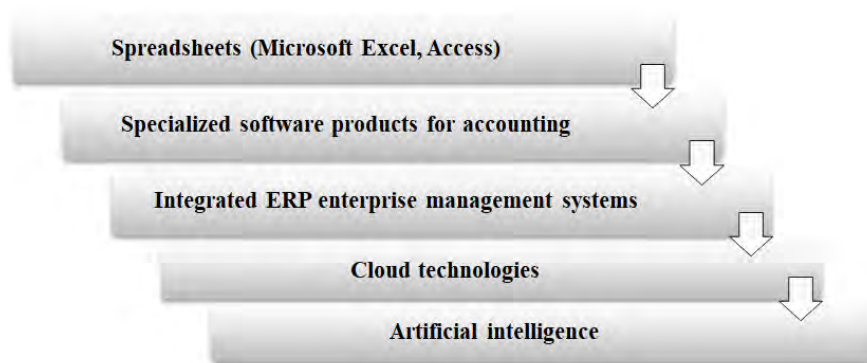 Spreadsheets (Microsoft Excel, Access)
Specialized software products for accounting
Integrated ERP enterprise management systems
Cloud technologies
Artificial intelligence